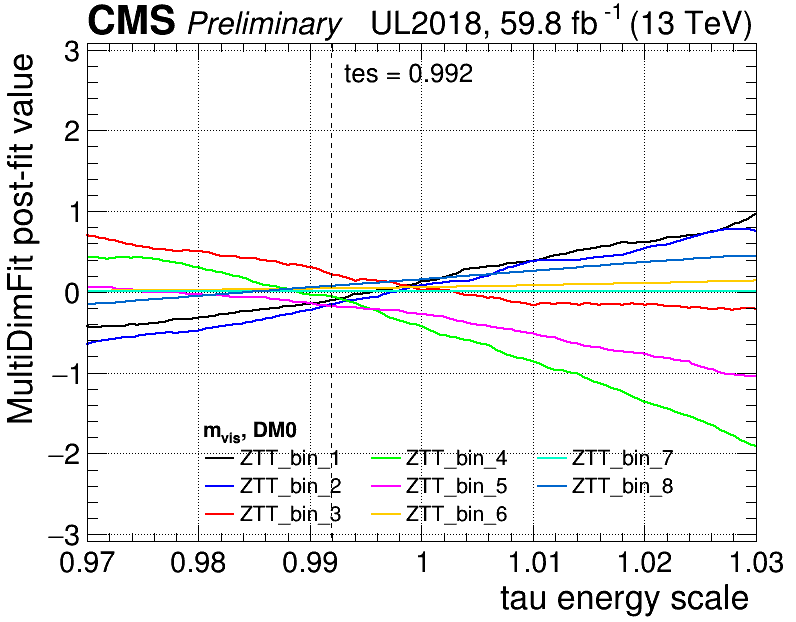 CMS Preliminary UL2018, 59.8 fb⁻¹ (13 TeV)
MultiDimFit post-fit value
3
2
1
0
−1
−2
−3
tes = 0.992
m_vis, DM0
ZTT_bin_1 ZTT_bin_4 ZTT_bin_7
ZTT_bin_2 ZTT_bin_5 ZTT_bin_8
ZTT_bin_3 ZTT_bin_6
0.97 0.98 0.99 1 1.01 1.02 1.03
tau energy scale